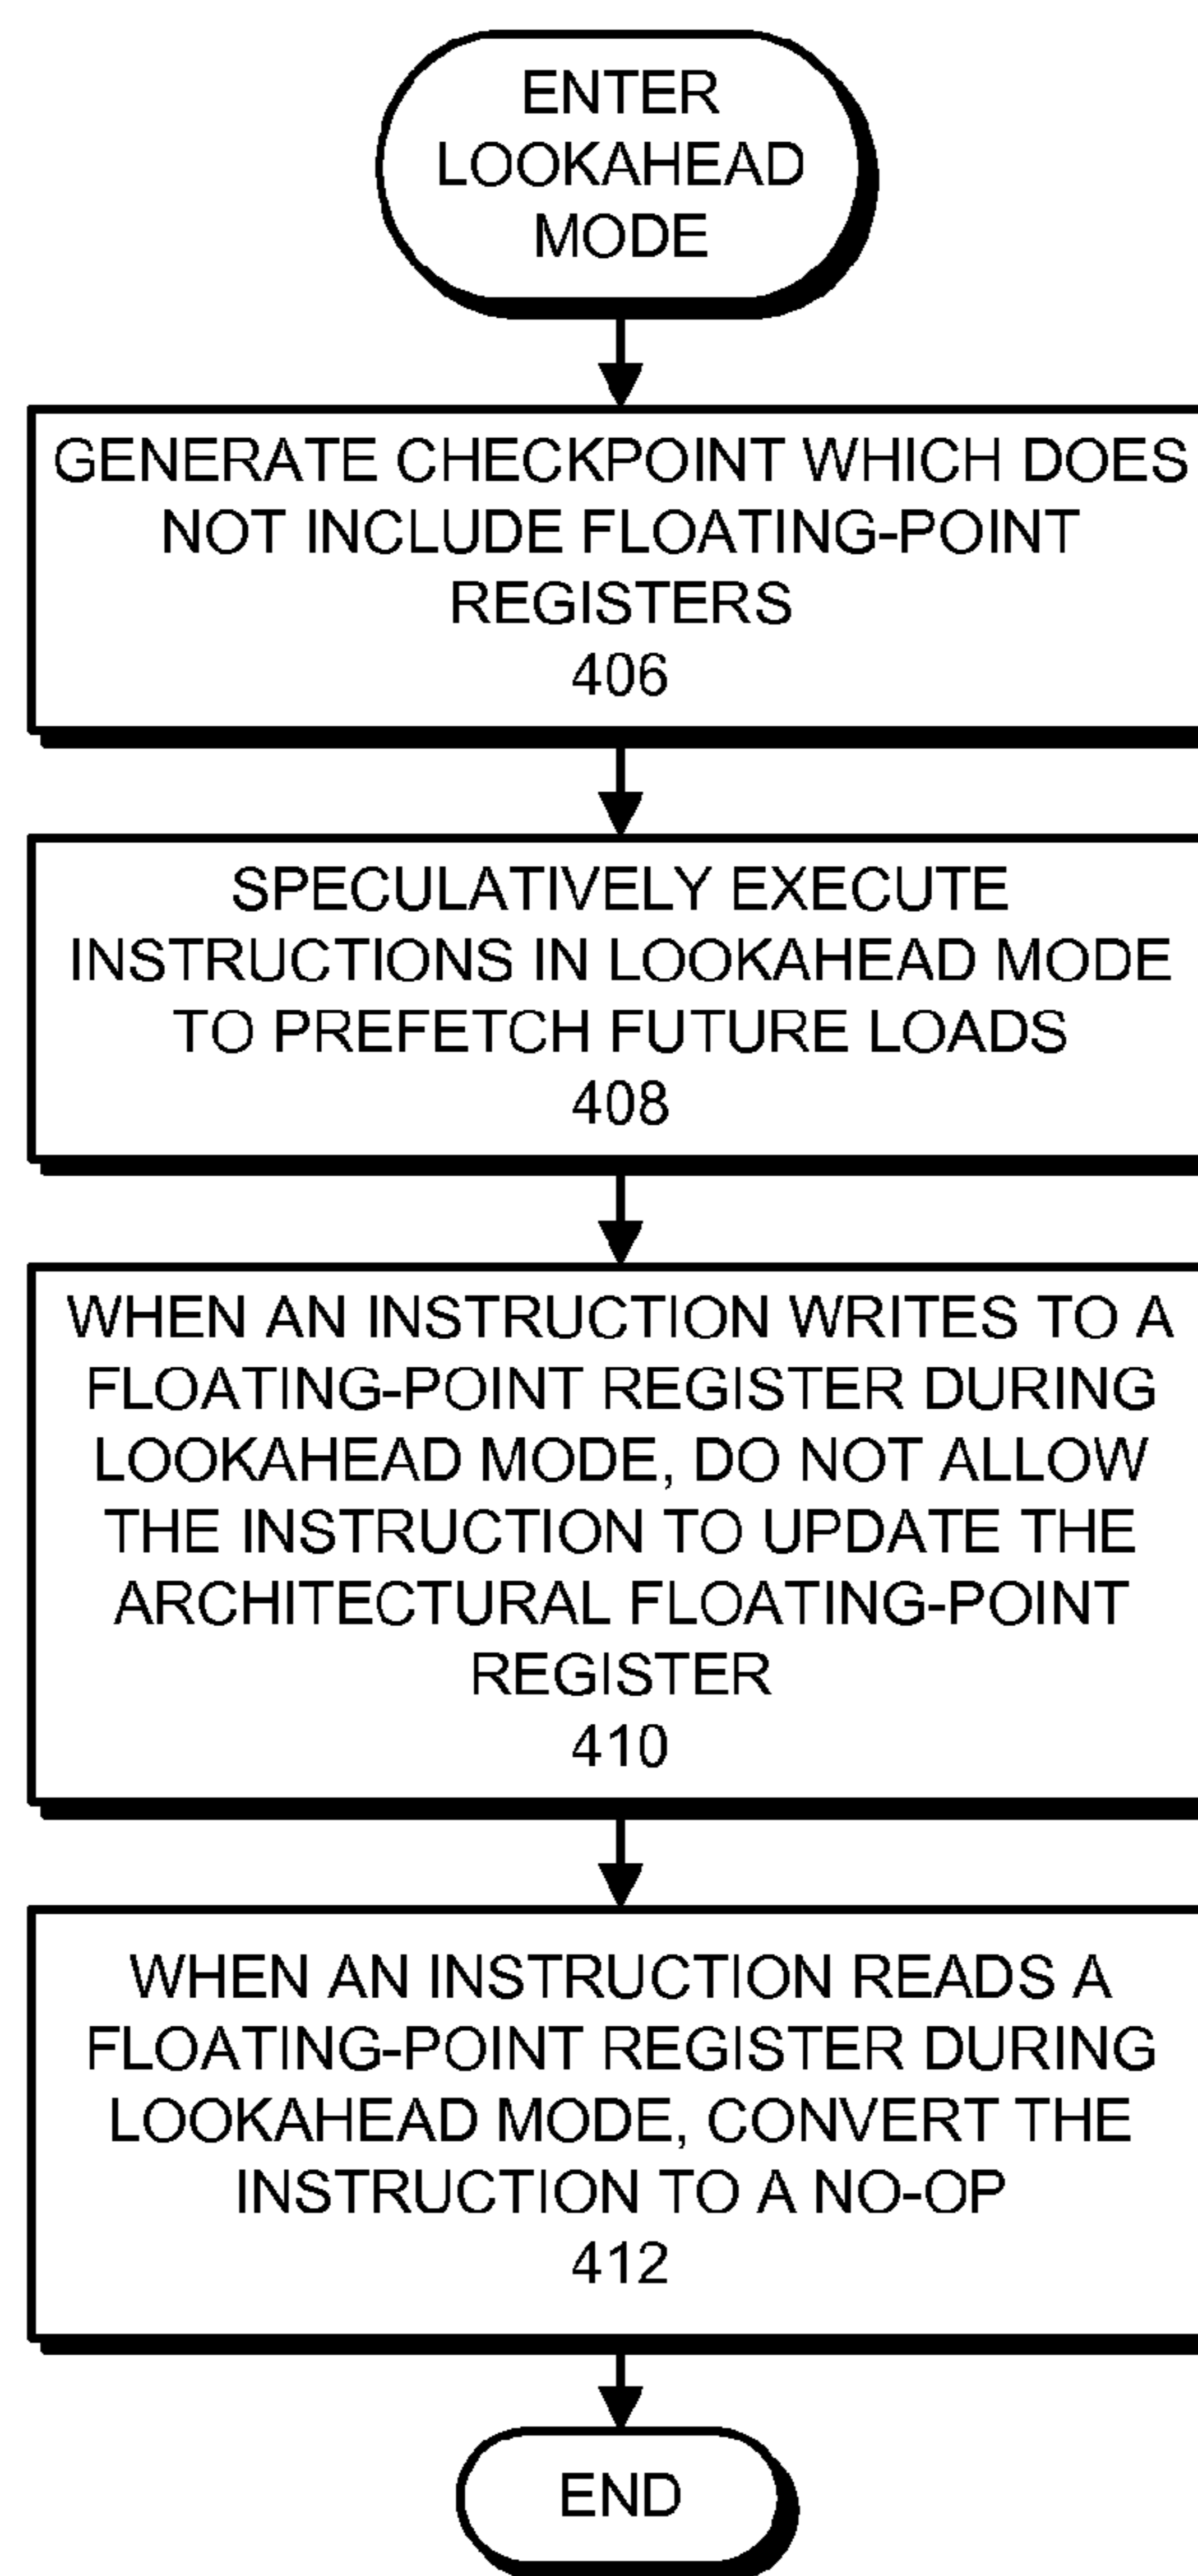 ENTER
LOOKAHEAD
MODE
GENERATE CHECKPOINT WHICH DOES
NOT INCLUDE FLOATING-POINT
REGISTERS
406
SPECULATIVELY EXECUTE
INSTRUCTIONS IN LOOKAHEAD MODE
TO PREFETCH FUTURE LOADS
408
WHEN AN INSTRUCTION WRITES TO A
FLOATING-POINT REGISTER DURING
LOOKAHEAD MODE, DO NOT ALLOW
THE INSTRUCTION TO UPDATE THE
ARCHITECTURAL FLOATING-POINT
REGISTER
410
WHEN AN INSTRUCTION READS A
FLOATING-POINT REGISTER DURING
LOOKAHEAD MODE, CONVERT THE
INSTRUCTION TO A NO-OP
412
END